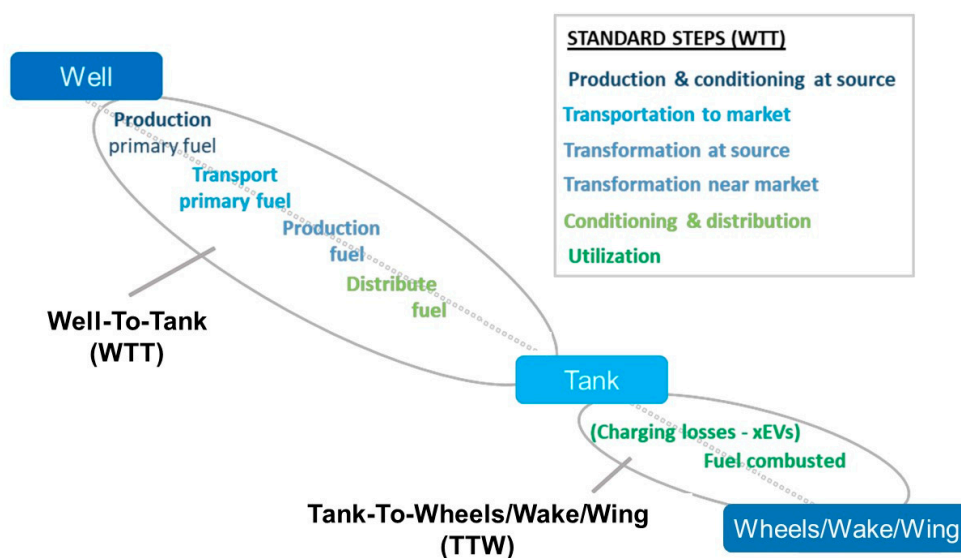 Well
Production
primary fuel
Transport
primary fuel
Production
fuel
Distribute
fuel
Well-To-Tank
(WTT)
STANDARD STEPS (WTT)
Production & conditioning at source
Transportation to market
Transformation at source
Transformation near market
Conditioning & distribution
Utilization
Tank
(Charging losses - xEVs)
Fuel combusted
Tank-To-Wheels/Wake/Wing
(TTW)
Wheels/Wake/Wing